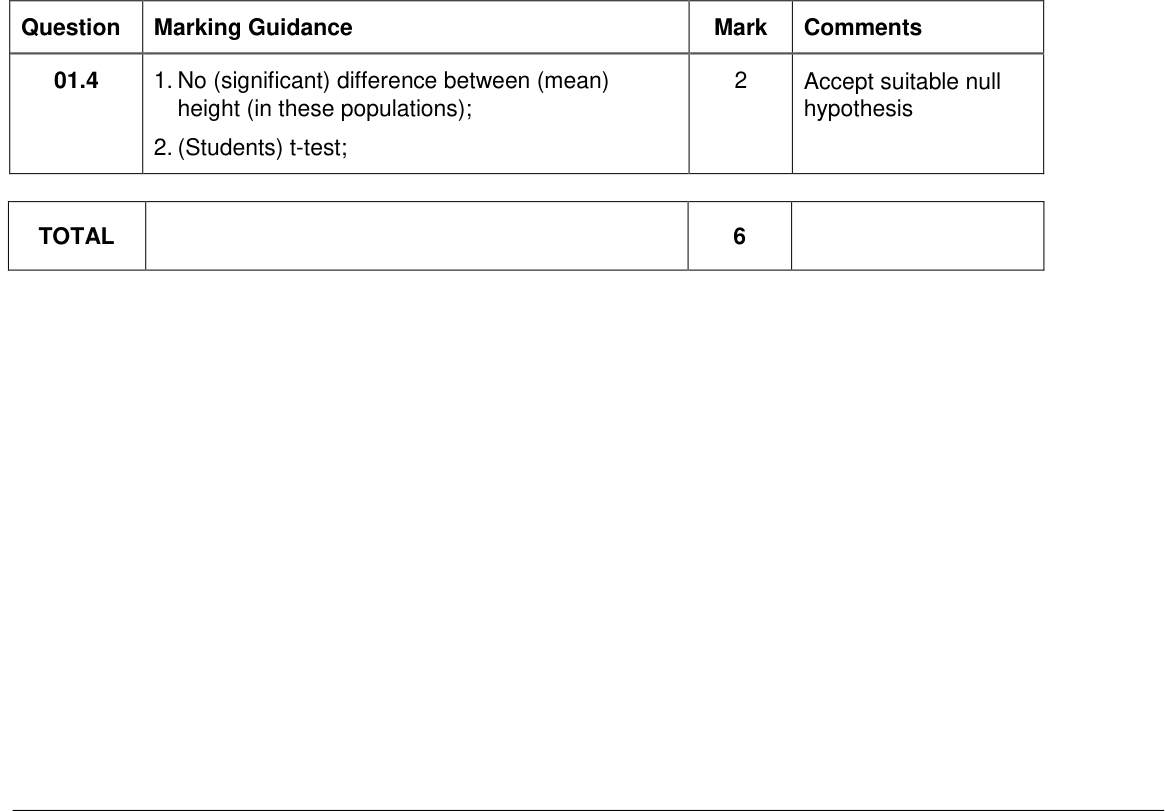 Question Marking Guidance Mark Comments
01.4 1. No (significant) difference between (mean) 2 Accept suitable null
height (in these populations); hypothesis
2. (Students) t-test;
TOTAL 6